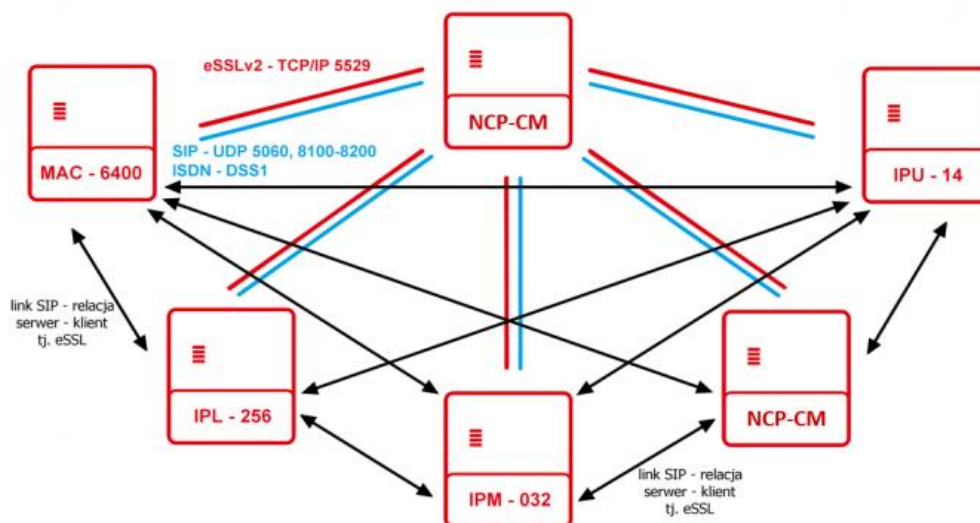 eSSLv2 - TCP/IP 5529
NCP-CM
MAC - 6400
SIP - UDP 5060, 8100-8200
ISDN - DSS1
IPU - 14
link SIP - relacja
serwer - klient
tj. eSSL
IPL - 256
IPM - 032
NCP-CM
link SIP - relacja
serwer - klient
tj. eSSL